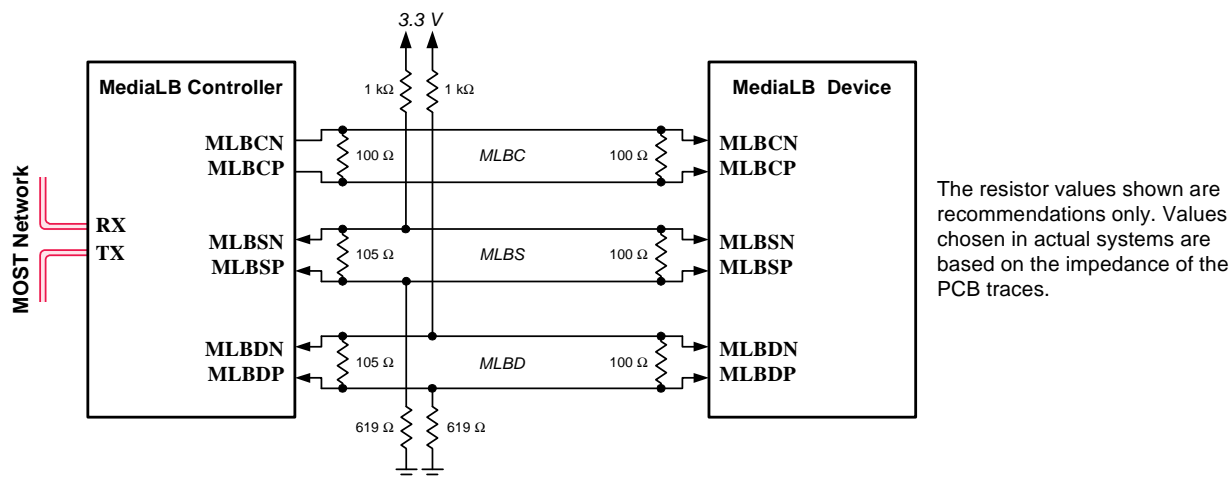 3.3 V
MediaLB Controller
1 kΩ
1 kΩ
MediaLB Device
MLBCN
MLBCP
100 Ω
MLBC
100 Ω
MLBCN
MLBCP
MOST Network
RX
TX
MLBSN
MLBSP
105 Ω
MLBS
100 Ω
MLBSN
MLBSP
MLBDN
MLBDP
105 Ω
MLBD
100 Ω
MLBDN
MLBDP
619 Ω
619 Ω
The resistor values shown are
recommendations only. Values
chosen in actual systems are
based on the impedance of the
PCB traces.